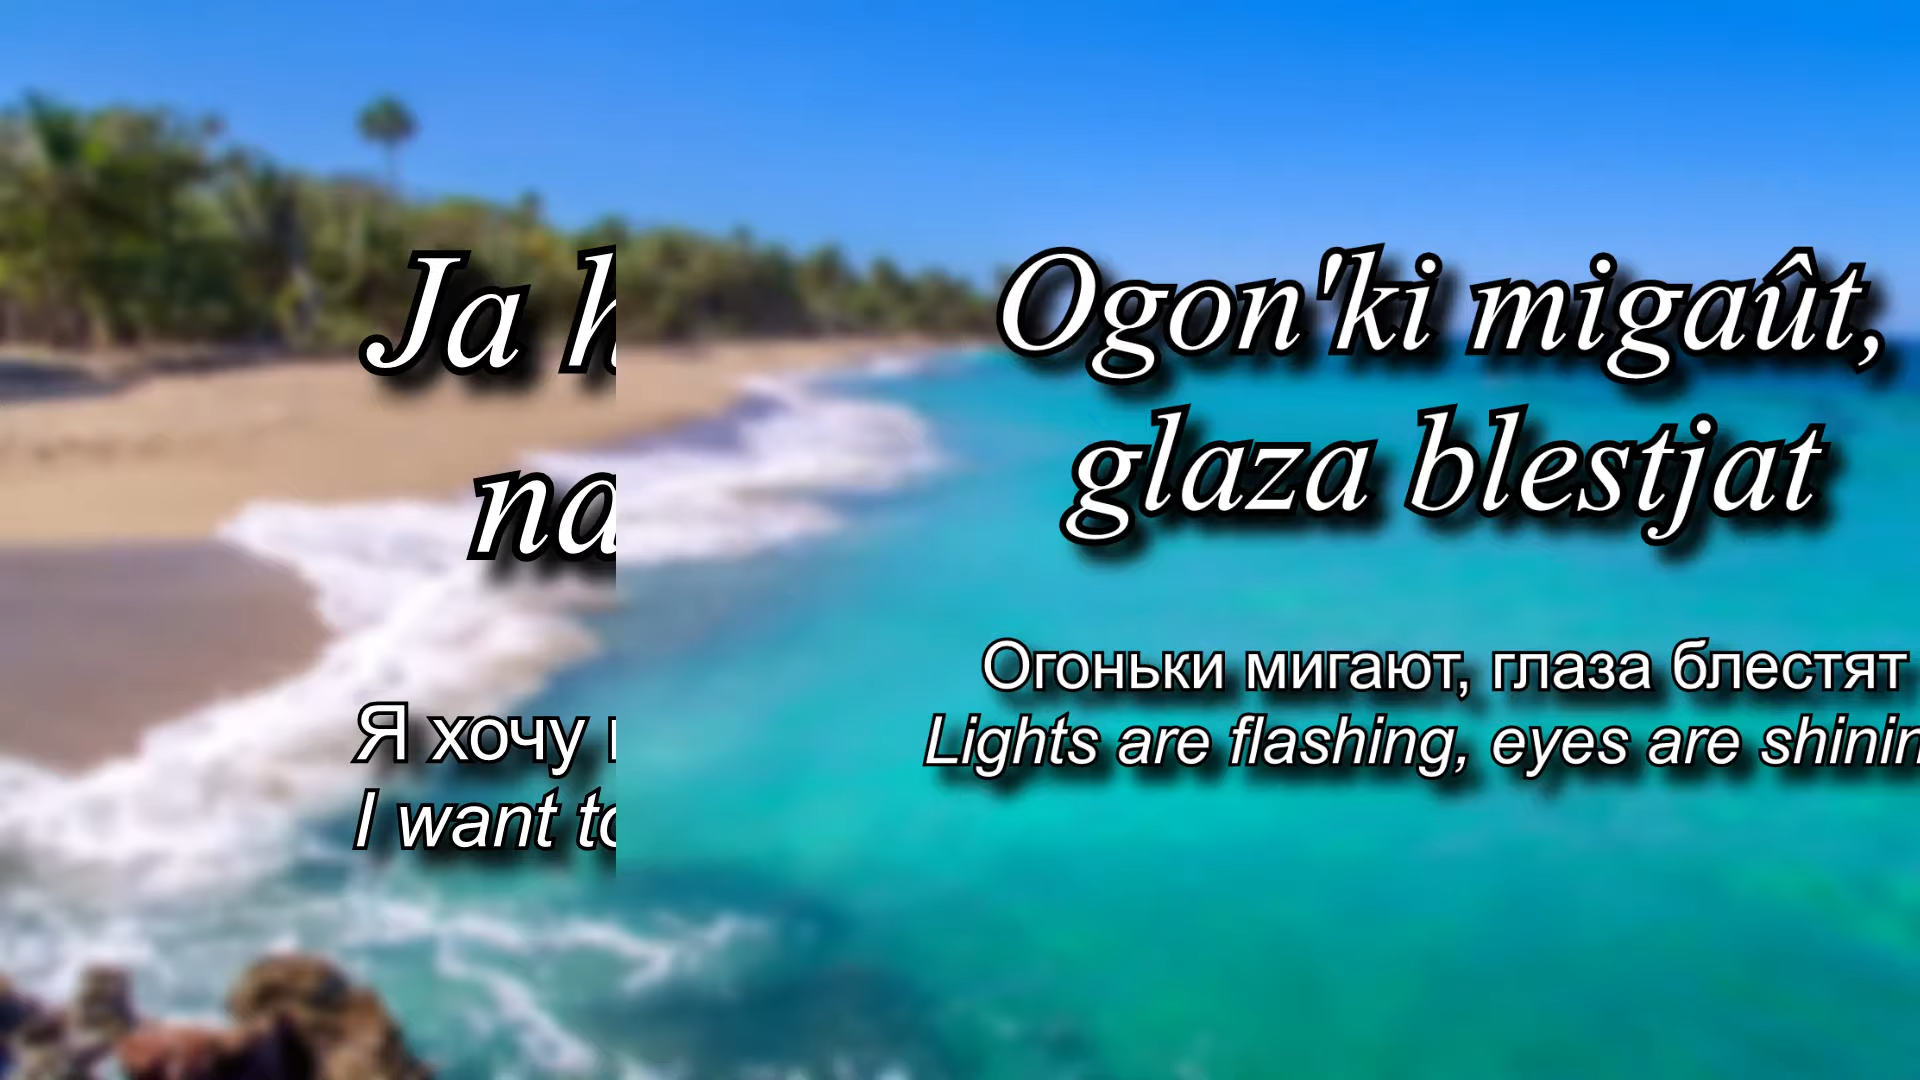 Ja
na
Я хочу
I want
Ogon'ki migaût,
glaza blestjat
Огоньки мигают, глаза блестят
Lights are flashing, eyes are